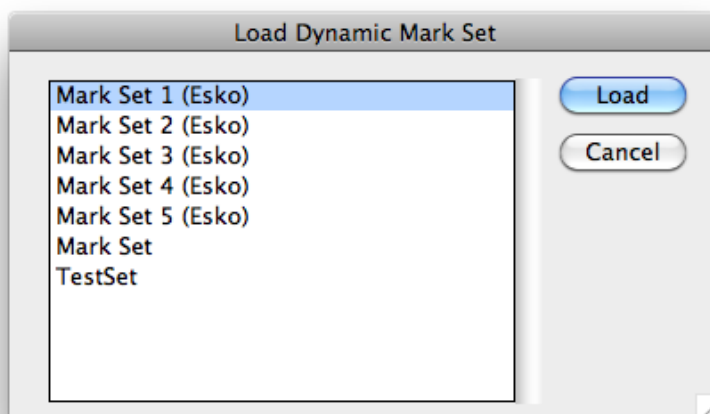 Load Dynamic Mark Set
Mark Set 1 (Esko)
Mark Set 2 (Esko)
Mark Set 3 (Esko)
Mark Set 4 (Esko)
Mark Set 5 (Esko)
Mark Set
TestSet
Load
Cancel